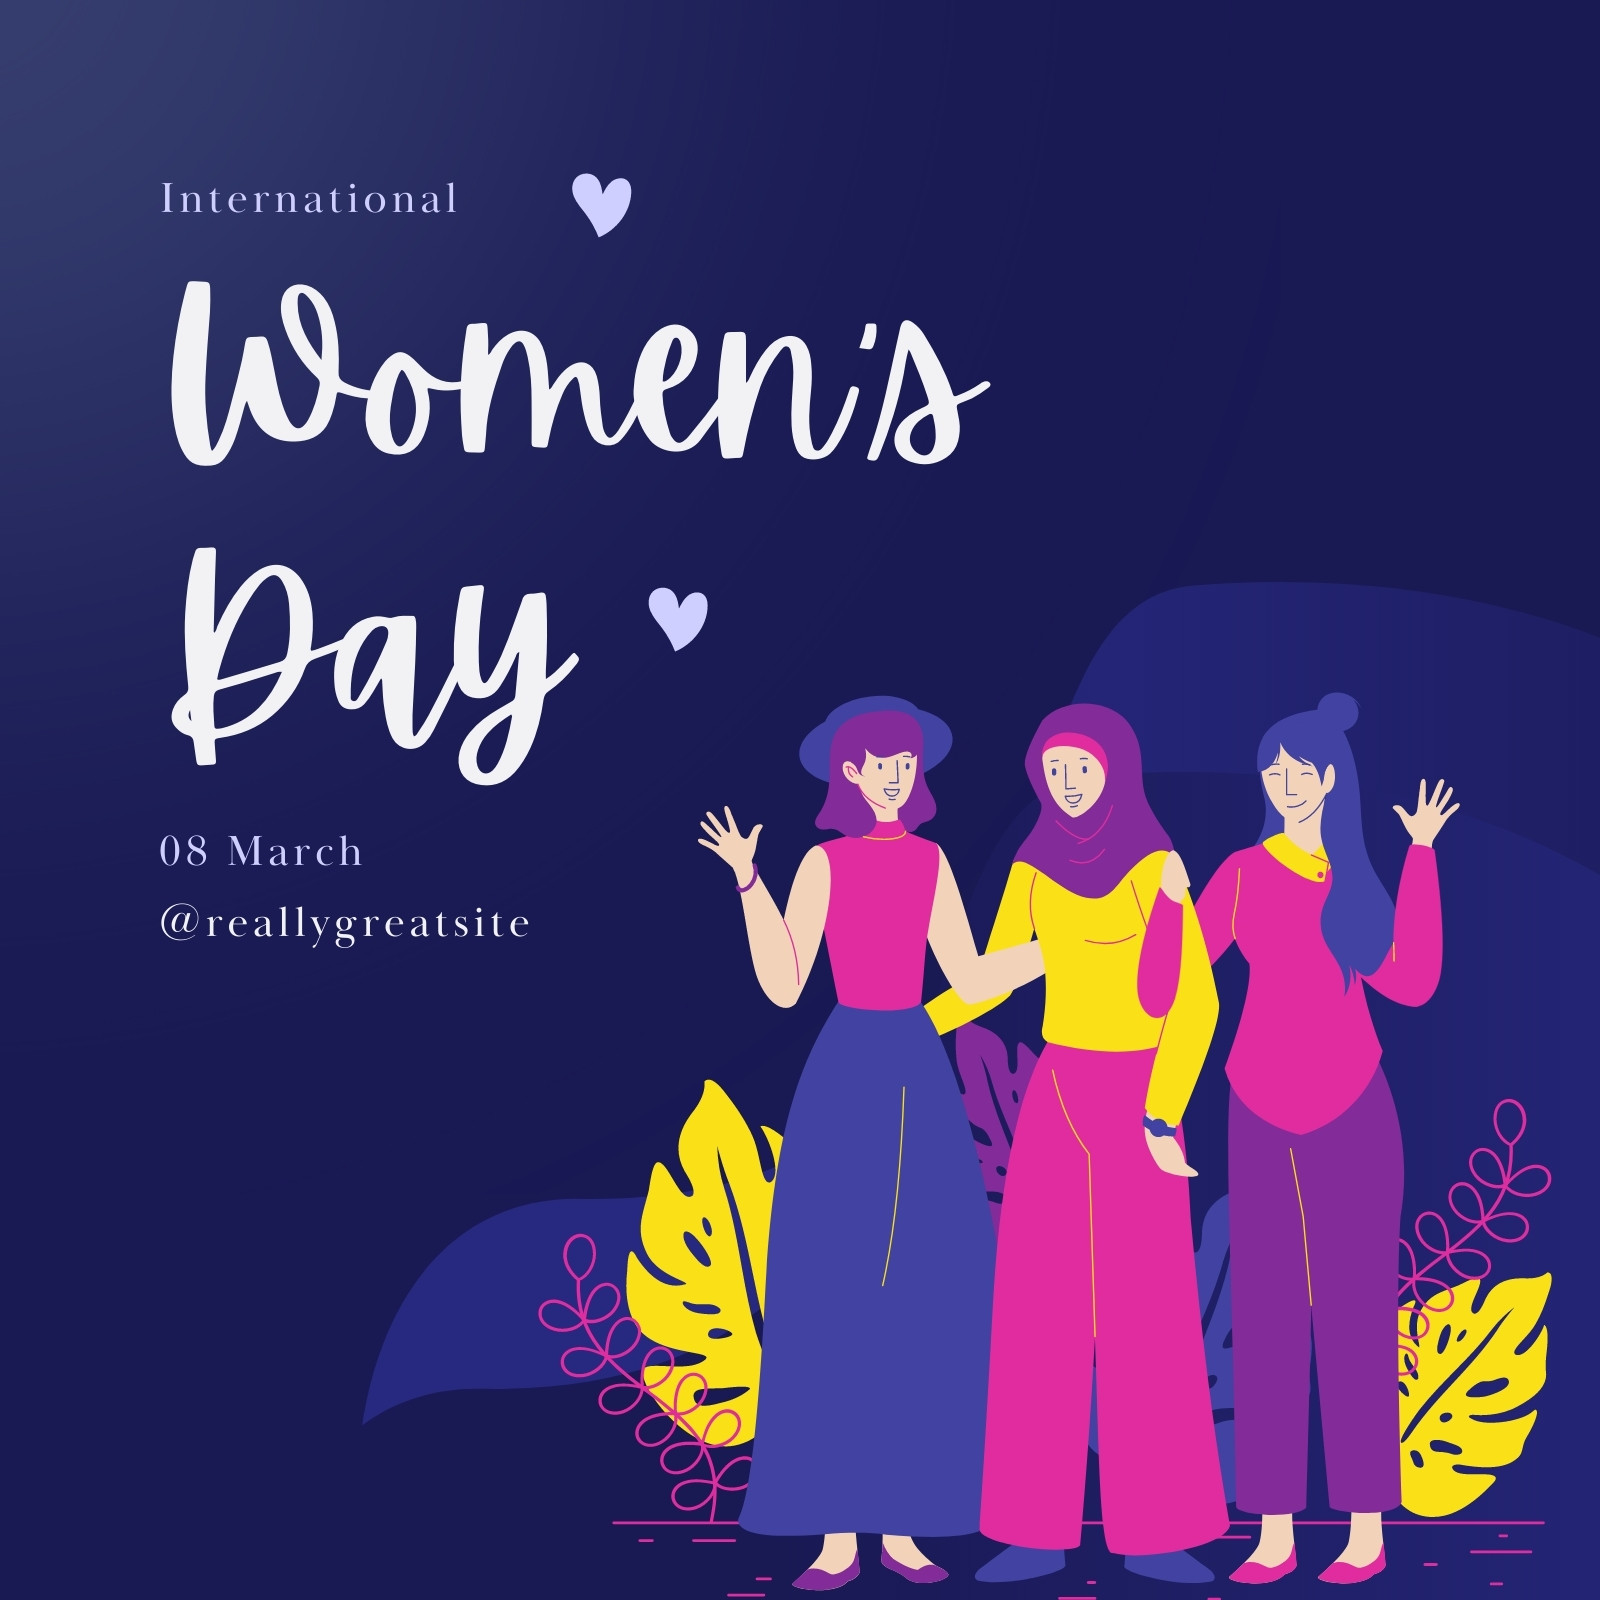 International
Women's
Day
08 March
@reallygreatsite